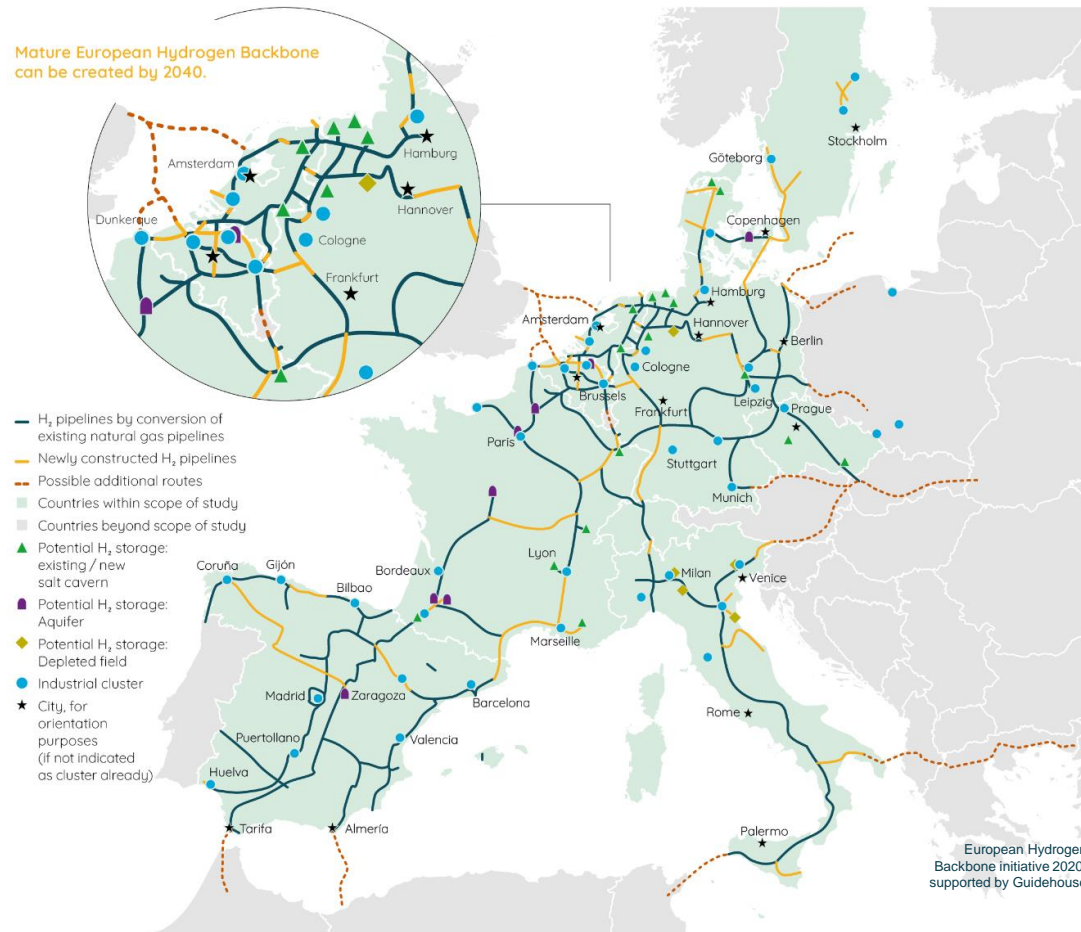 Mature European Hydrogen Backbone
can be created by 2040.
Amsterdam
Hamburg
Dunkerque
Hannover
Cologne
Frankfurt
Stockholm
Göteborg
Copenhagen
Hamburg
Amsterdam
Hannover
Berlin
Cologne
Brussels
Leipzig
Frankfurt
Prague
Paris
Stuttgart
Munich
H₂ pipelines by conversion of
existing natural gas pipelines
Newly constructed H₂ pipelines
Possible additional routes
Countries within scope of study
Countries beyond scope of study
Potential H₂ storage:
existing / new
salt cavern
Potential H₂ storage:
Aquifer
Potential H₂ storage:
Depleted field
Industrial cluster
City, for
orientation
purposes
(if not indicated
as cluster already)
Lyon
Milan
Venice
Coruña
Gijón
Bordeaux
Bilbao
Marseille
Madrid
Zaragoza
Barcelona
Rome
Puertollano
Valencia
Huelva
Tarifa
Almería
Palermo
European Hydrogen
Backbone initiative 2020,
supported by Guidehouse